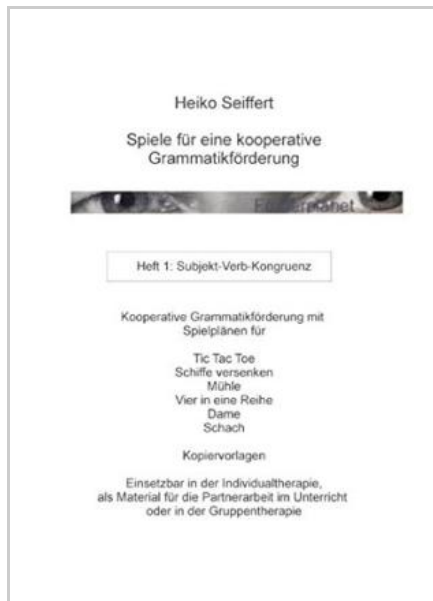 Heiko Seiffert
Spiele für eine kooperative
Grammatikförderung
Förderplanet
Heft 1: Subjekt-Verb-Kongruenz
Kooperative Grammatikförderung mit
Spielplänen für
Tic Tac Toe
Schiffe versenken
Mühle
Vier in eine Reihe
Dame
Schach
Kopiervorlagen
Einsetzbar in der Individualtherapie,
als Material für die Partnerarbeit im Unterricht
oder in der Gruppentherapie